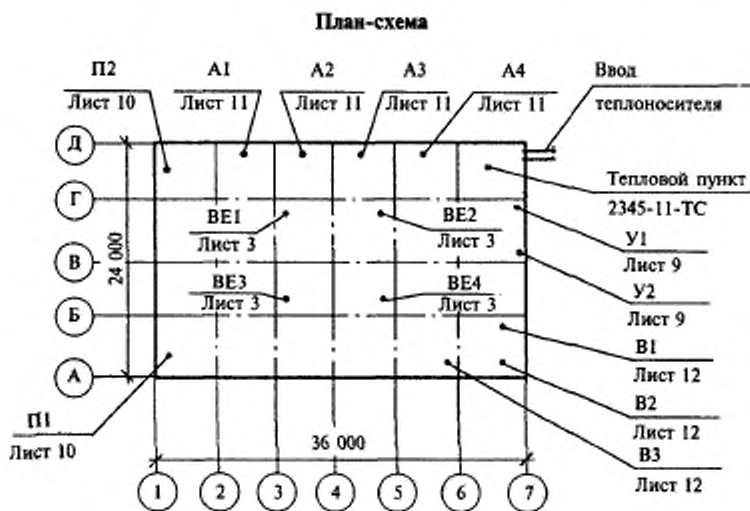 План-схема
П2
Лист 10
А1
Лист 11
А2
Лист 11
А3
Лист 11
А4
Лист 11
Ввод
теплоносителя
Д
Г
В
Б
А
24 000
ВЕ1
Лист 3
ВЕ2
Лист 3
ВЕ3
Лист 3
ВЕ4
Лист 3
Тепловой пункт
2345-11-ТС
У1
Лист 9
У2
Лист 9
В1
Лист 12
В2
Лист 12
В3
Лист 12
П1
Лист 10
36 000
1
2
3
4
5
6
7